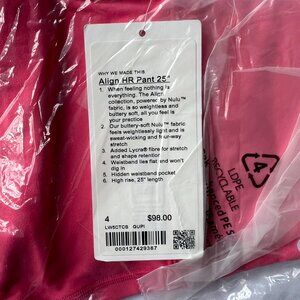 WHY WE MADE THIS
Align HR Pant 25"
1. When feeling nothing is
everything. The Align
collection, powered by Nulu™
fabric, is so weightless and
buttery soft, all you feel is
your practice
2. Our buttery-soft Nulu™ fabric
feels weightlessly light and is
sweat-wicking and four-way
stretch
3. Added Lycra® fibre for stretch
and shape retention
4. Waistband lies flat and won't
dig in
5. Hidden waistband pocket
6. High rise, 25" length
4 $98.00
LW5CTCS QUPI
000127429387
4
LDPE
RECYCLABLE